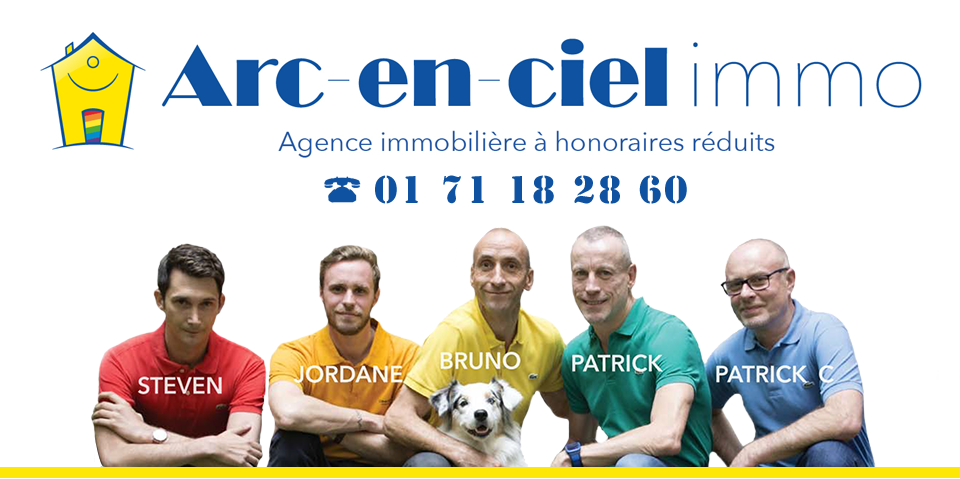 Arc-en-ciel immo
Agence immobilière à honoraires réduits
☎ 01 71 18 28 60
STEVEN
JORDANE
BRUNO
PATRICK
PATRICK C